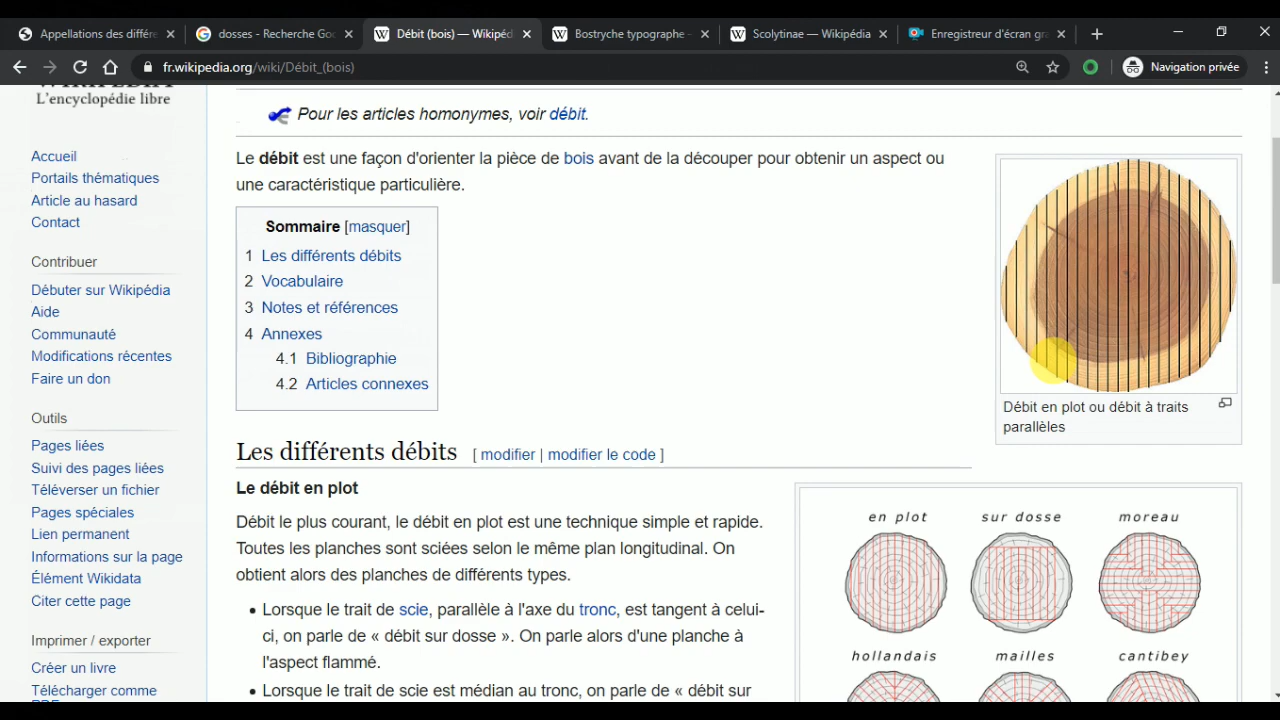 Appellations des différe
dosses - Recherche Goo
Débit (bois) — Wikipéd
Bostryche typographe -
Scolytinae — Wikipédia
Enregistreur d'écran gra
fr.wikipedia.org/wiki/Débit_(bois)
Navigation privée
L'encyclopédie libre
Accueil
Portails thématiques
Article au hasard
Contact
Contribuer
Débuter sur Wikipédia
Aide
Communauté
Modifications récentes
Faire un don
Outils
Pages liées
Suivi des pages liées
Téléverser un fichier
Pages spéciales
Lien permanent
Informations sur la page
Élément Wikidata
Citer cette page
Imprimer / exporter
Créer un livre
Télécharger comme
Pour les articles homonymes, voir débit.
Le débit est une façon d'orienter la pièce de bois avant de la découper pour obtenir un aspect ou
une caractéristique particulière.
Sommaire [masquer]
1 Les différents débits
2 Vocabulaire
3 Notes et références
4 Annexes
4.1 Bibliographie
4.2 Articles connexes
Débit en plot ou débit à traits
parallèles
Les différents débits [ modifier | modifier le code ]
Le débit en plot
Débit le plus courant, le débit en plot est une technique simple et rapide.
Toutes les planches sont sciées selon le même plan longitudinal. On
obtient alors des planches de différents types.
• Lorsque le trait de scie, parallèle à l'axe du tronc, est tangent à celui-
ci, on parle de « débit sur dosse ». On parle alors d'une planche à
l'aspect flammé.
• Lorsque le trait de scie est médian au tronc, on parle de « débit sur
en plot
sur dosse
moreau
hollandais
mailles
cantibey